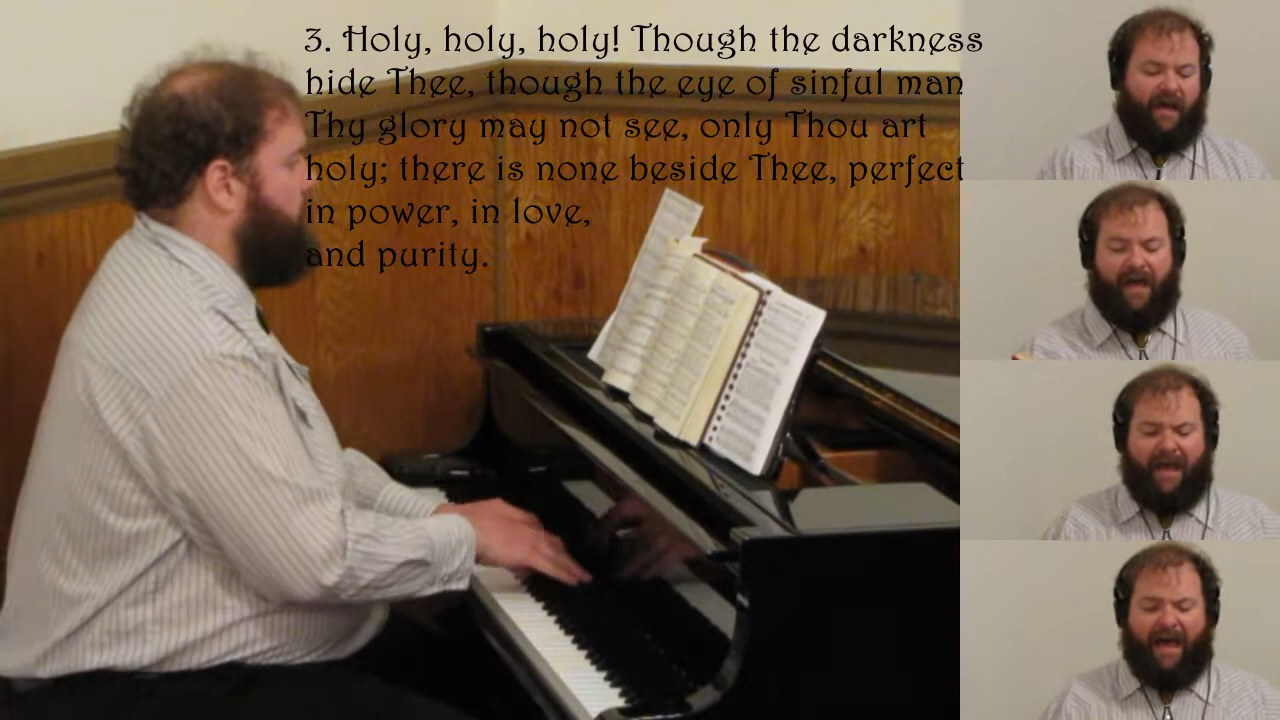 3. Holy, holy, holy! Though the darkness
hide Thee, though the eye of sinful man
Thy glory may not see, only Thou art
holy; there is none beside Thee, perfect
in power, in love,
and purity.